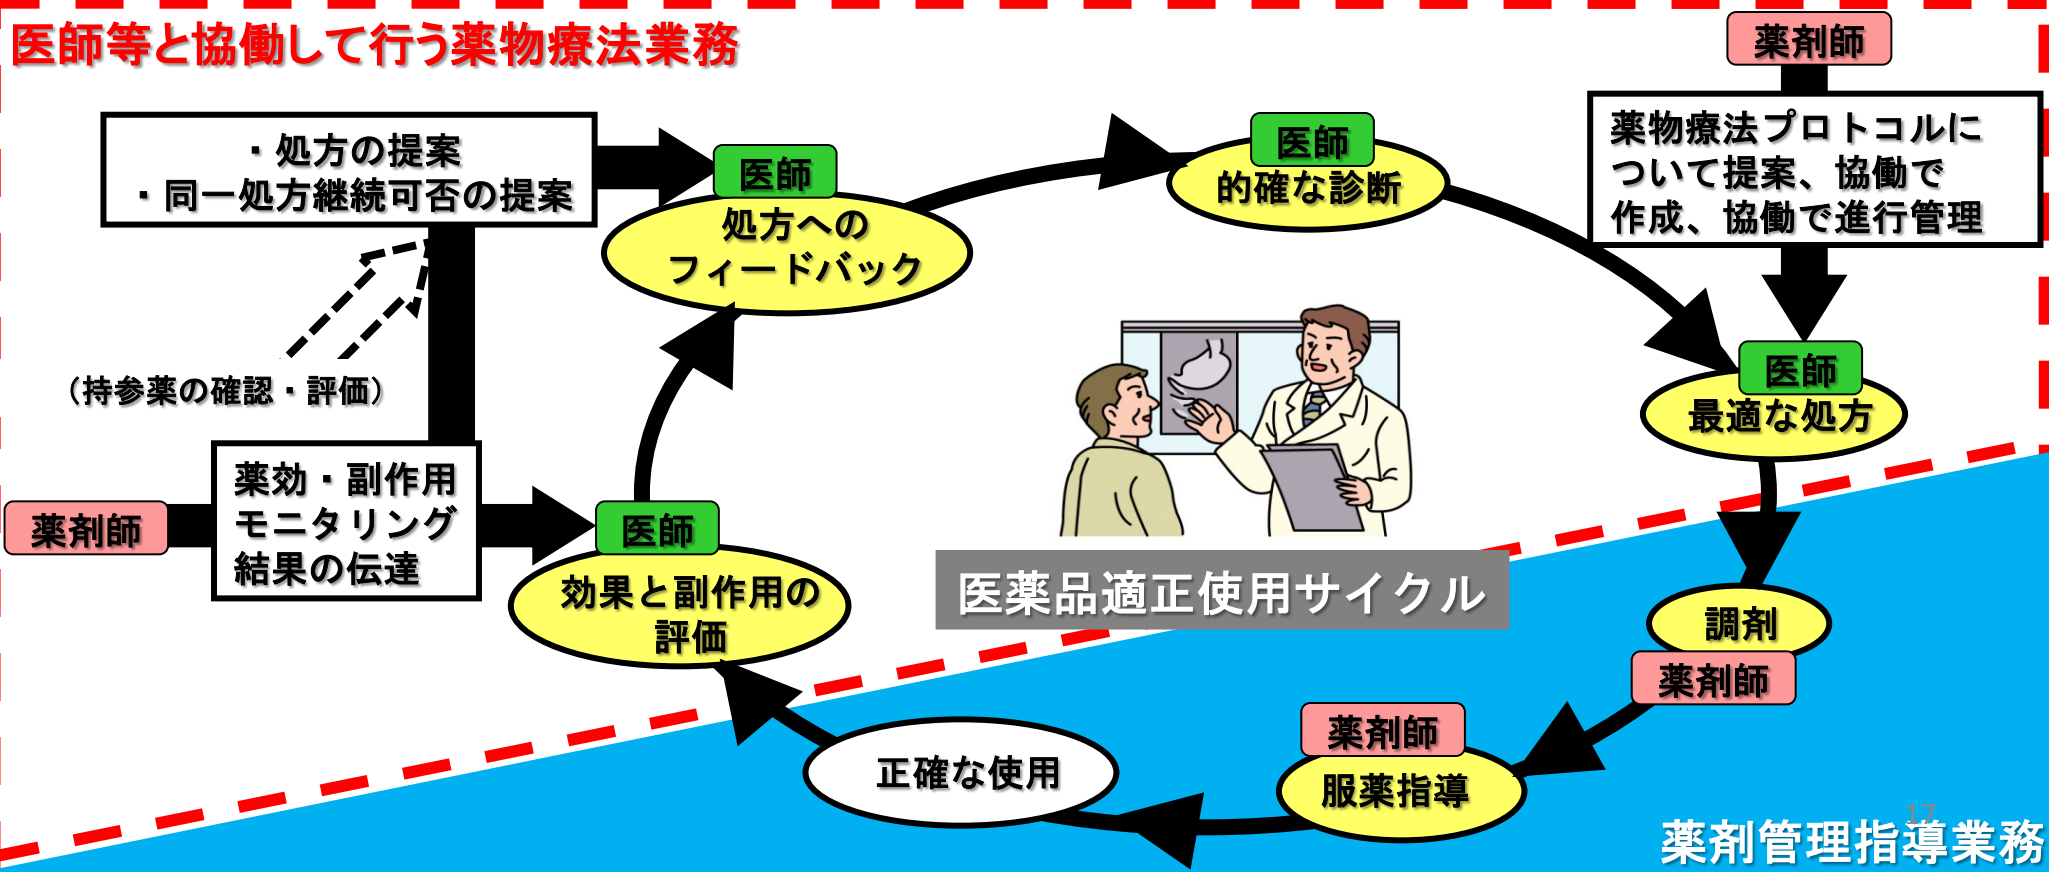 医師等と協働して行う薬物療法業務
薬剤師
薬物療法プロトコルに
ついて提案、協働で
作成、協働で進行管理
・処方の提案
・同一処方継続可否の提案
医師
処方への
フィードバック
医師
的確な診断
医師
最適な処方
（持参薬の確認・評価）
薬剤師
薬効・副作用
モニタリング
結果の伝達
医師
効果と副作用の
評価
医薬品適正使用サイクル
調剤
薬剤師
薬剤師
服薬指導
正確な使用
17
薬剤管理指導業務